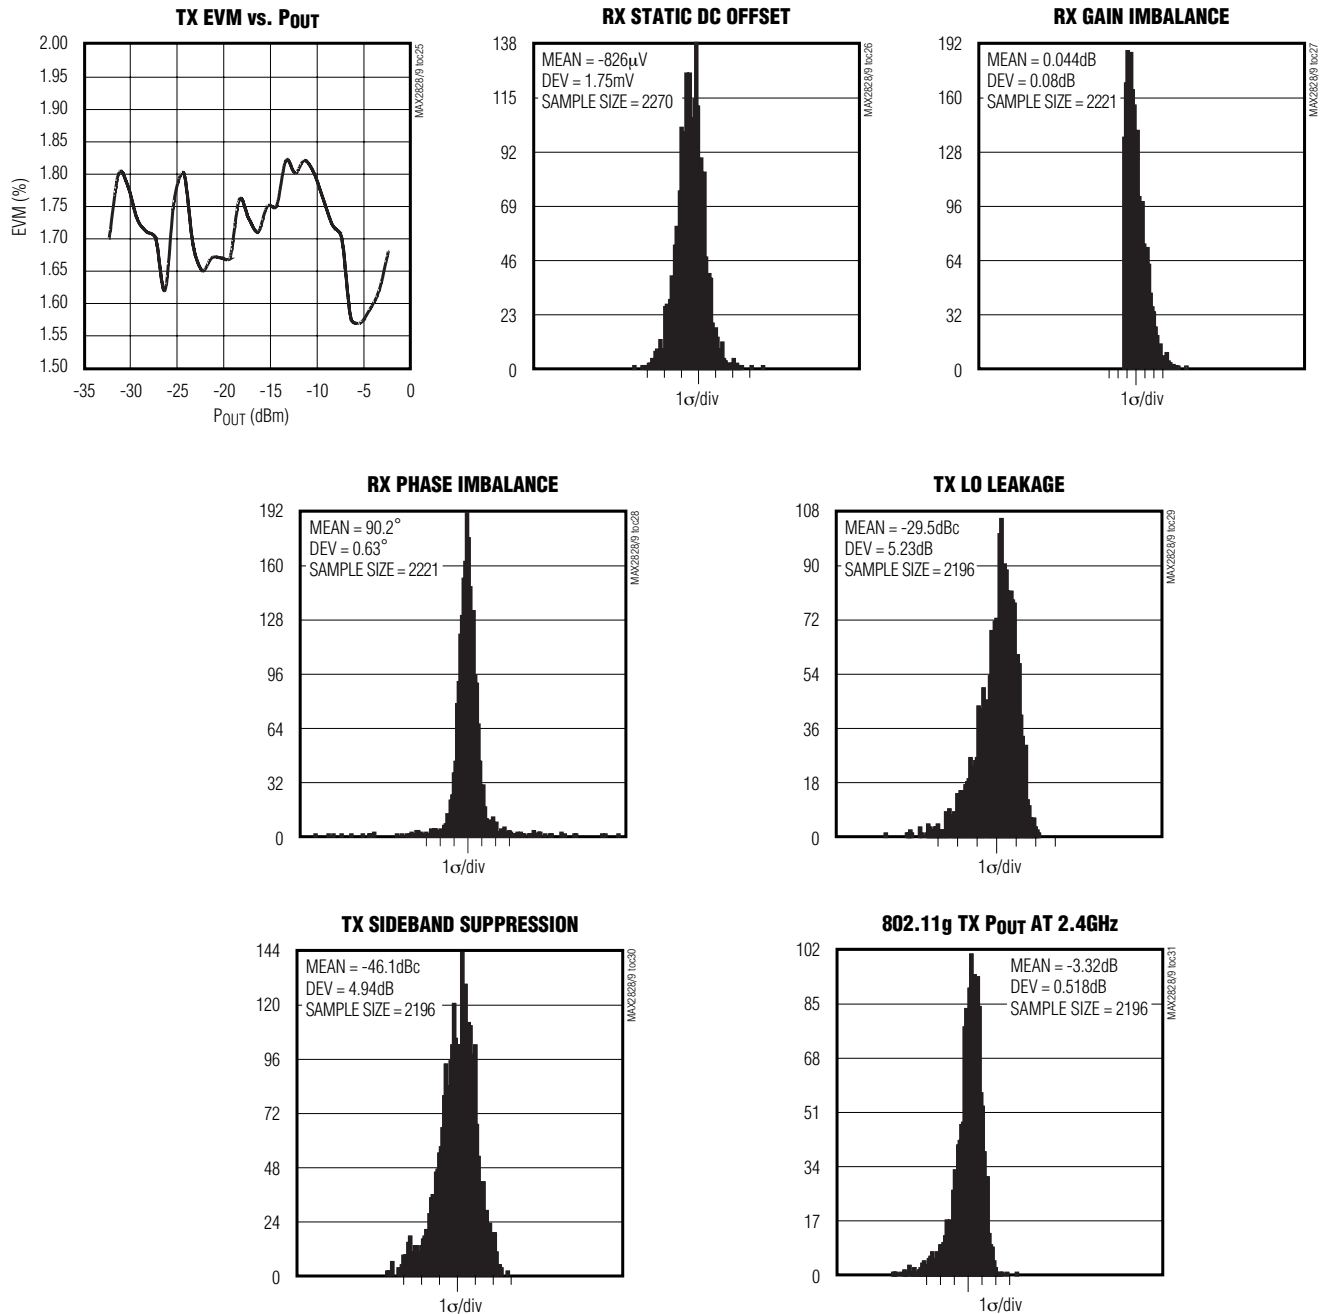 TX EVM vs. POUT
2.00
1.95
1.90
1.85
1.80
1.75
1.70
1.65
1.60
1.55
1.50
EVM (%)
-35 -30 -25 -20 -15 -10 -5 0
POUT (dBm)
MAX2828/9 toc25
RX STATIC DC OFFSET
138
115
92
69
46
23
0
MEAN = -826µV
DEV = 1.75mV
SAMPLE SIZE = 2270
1σ/div
MAX2828/9 toc26
RX GAIN IMBALANCE
192
160
128
96
64
32
0
MEAN = 0.044dB
DEV = 0.08dB
SAMPLE SIZE = 2221
1σ/div
MAX2828/9 toc27
RX PHASE IMBALANCE
192
160
128
96
64
32
0
MEAN = 90.2°
DEV = 0.63°
SAMPLE SIZE = 2221
1σ/div
MAX2828/9 toc28
TX LO LEAKAGE
108
90
72
54
36
18
0
MEAN = -29.5dBc
DEV = 5.23dB
SAMPLE SIZE = 2196
1σ/div
MAX2828/9 toc29
TX SIDEBAND SUPPRESSION
144
120
96
72
48
24
0
MEAN = -46.1dBc
DEV = 4.94dB
SAMPLE SIZE = 2196
1σ/div
MAX2828/9 toc30
802.11g TX POUT AT 2.4GHz
102
85
68
51
34
17
0
MEAN = -3.32dB
DEV = 0.518dB
SAMPLE SIZE = 2196
1σ/div
MAX2828/9 toc31